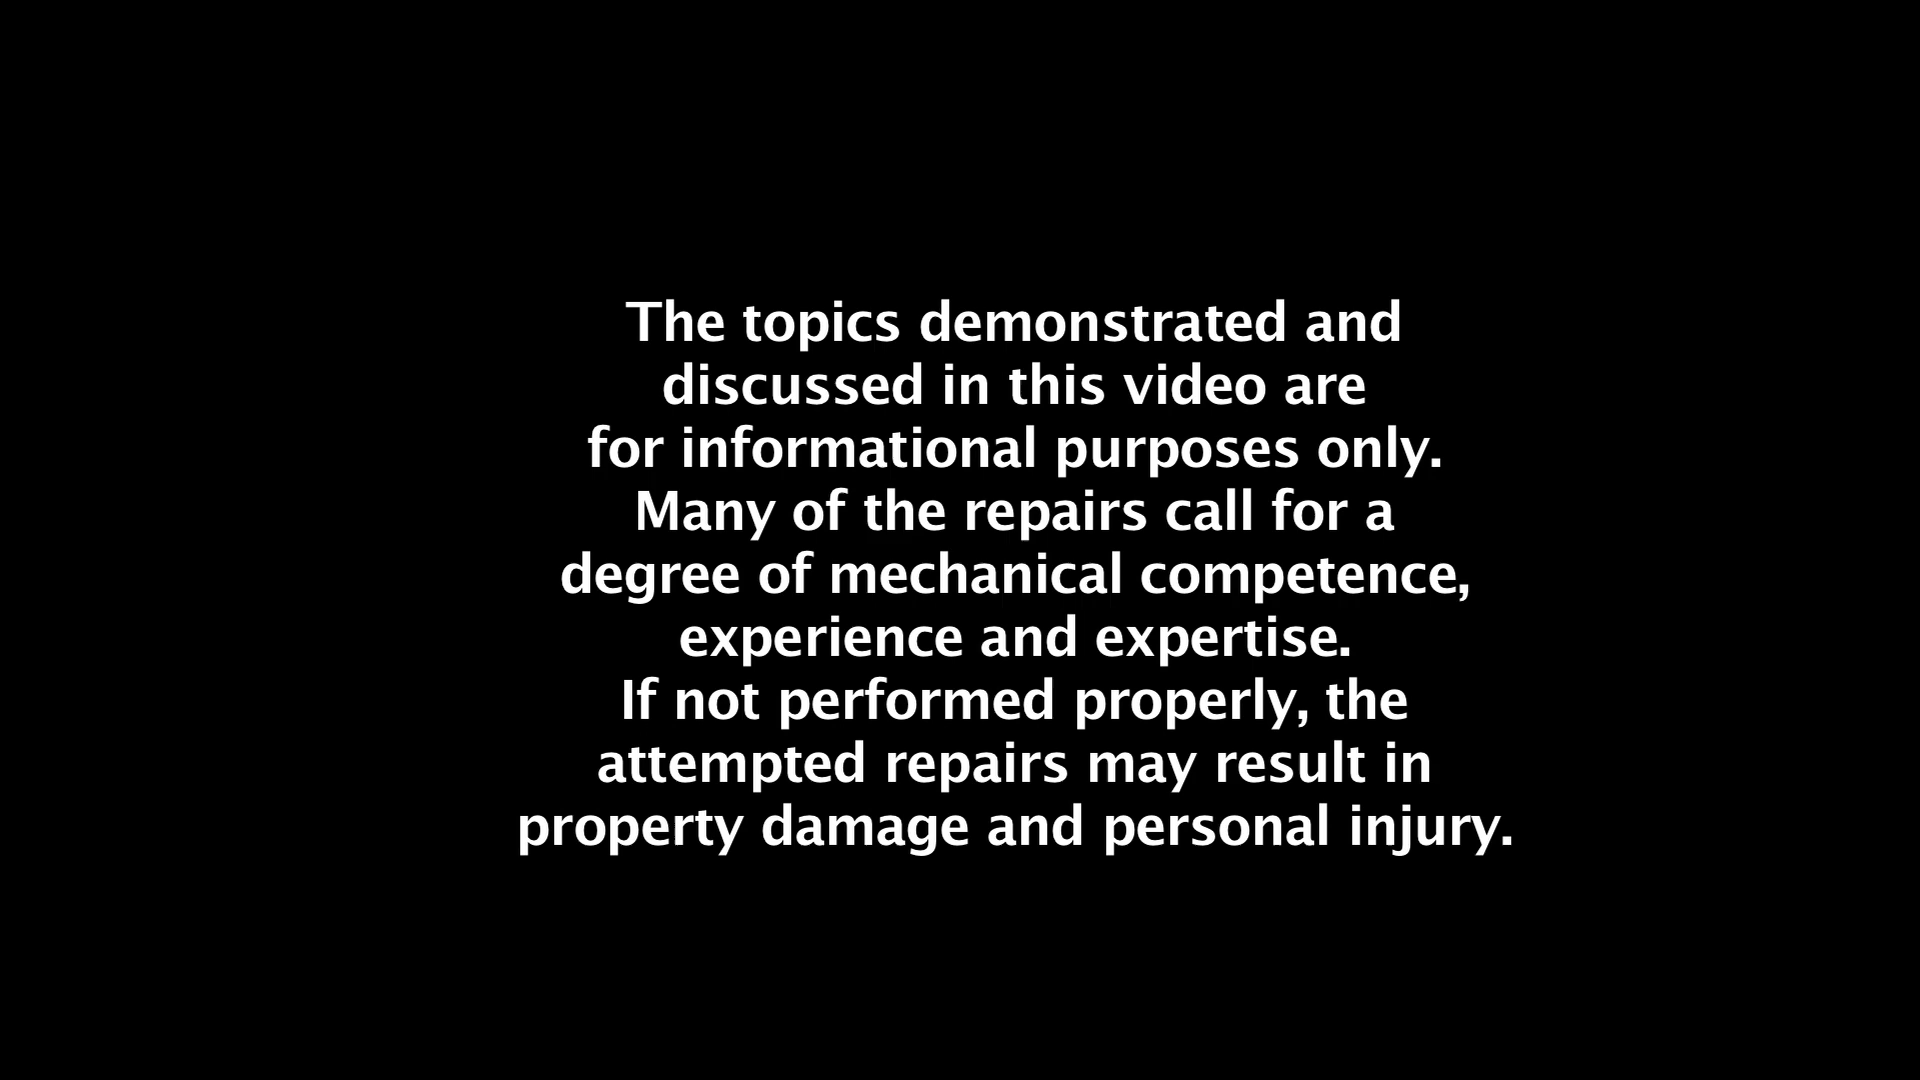 The topics demonstrated and
discussed in this video are
for informational purposes only.
Many of the repairs call for a
degree of mechanical competence,
experience and expertise.
If not performed properly, the
attempted repairs may result in
property damage and personal injury.